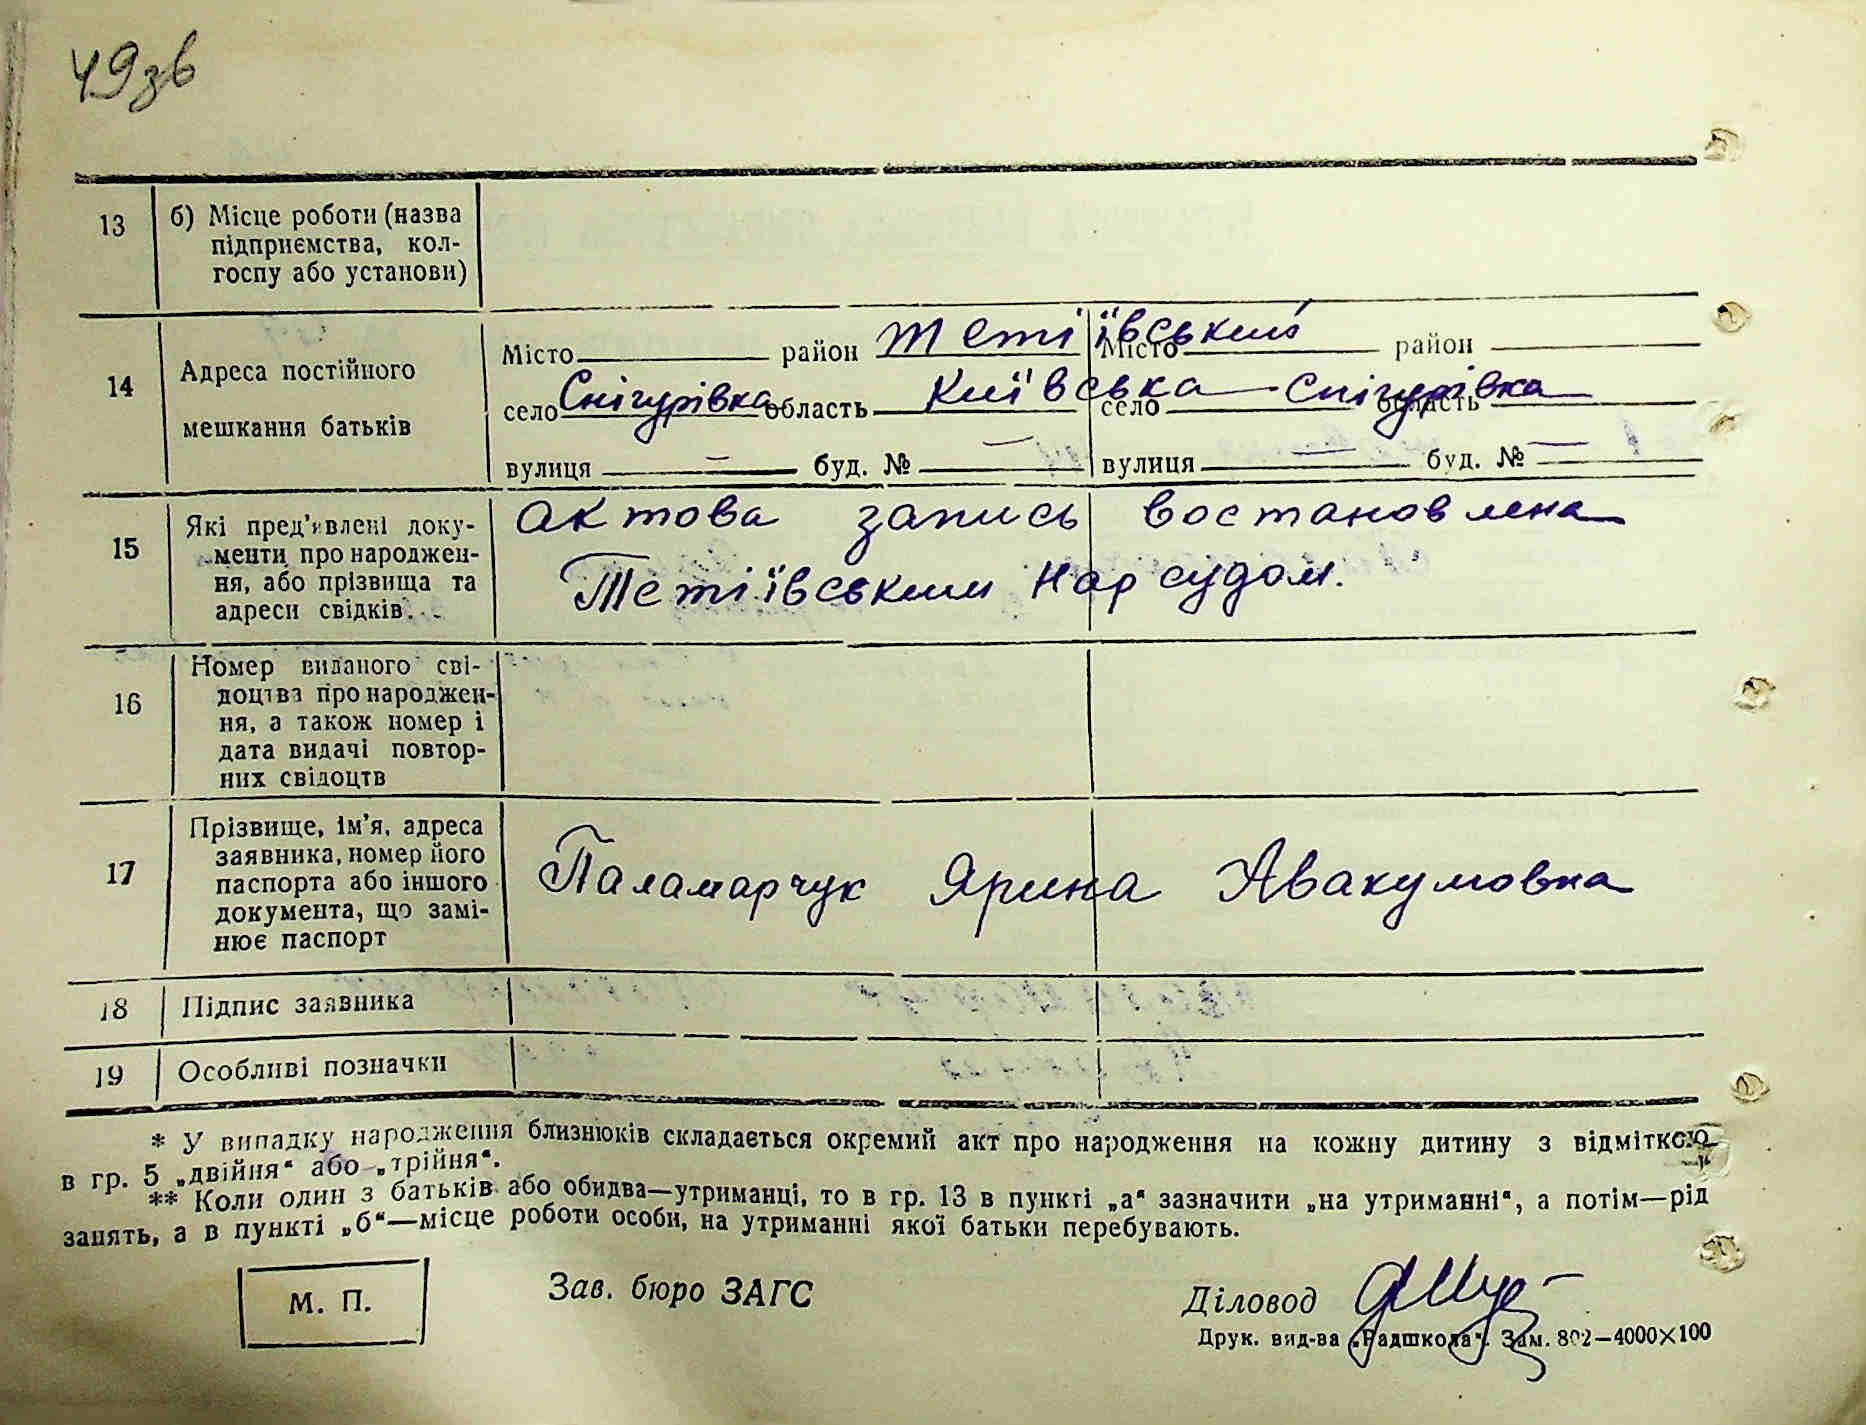 49зв
13 б) Місце роботи (назва
підприємства, кол-
госпу або установи)
14 Адреса постійного
мешкання батьків
Місто район Тетіївський Місто район
село Снігурівка область Київська село Снігурівка область
вулиця — буд. № — вулиця — буд. № —
15 Які пред'явлені доку-
менти про народжен-
ня, або прізвища та
адреси свідків
Актова запись востановлена
Тетіївським Нар судом.
16 Номер виданого сві-
доцтва про народжен-
ня, а також номер і
дата видачі повтор-
них свідоцтв
17 Прізвище, ім'я, адреса
заявника, номер його
паспорта або іншого
документа, що замі-
нює паспорт
Паламарчук Ярина Авакумовна
18 Підпис заявника
19 Особливі позначки
* У випадку народження близнюків складається окремий акт про народження на кожну дитину з відміткою
в гр. 5 „двійня“ або „трійня“.
** Коли один з батьків або обидва—утриманці, то в гр. 13 в пункті „а“ зазначити „на утриманні“, а потім—рід
занять, а в пункті „б“—місце роботи особи, на утриманні якої батьки перебувають.
М. П. Зав. бюро ЗАГС Діловод
Друк. вид-ва „Радшкола“. Зам. 802—4000×100